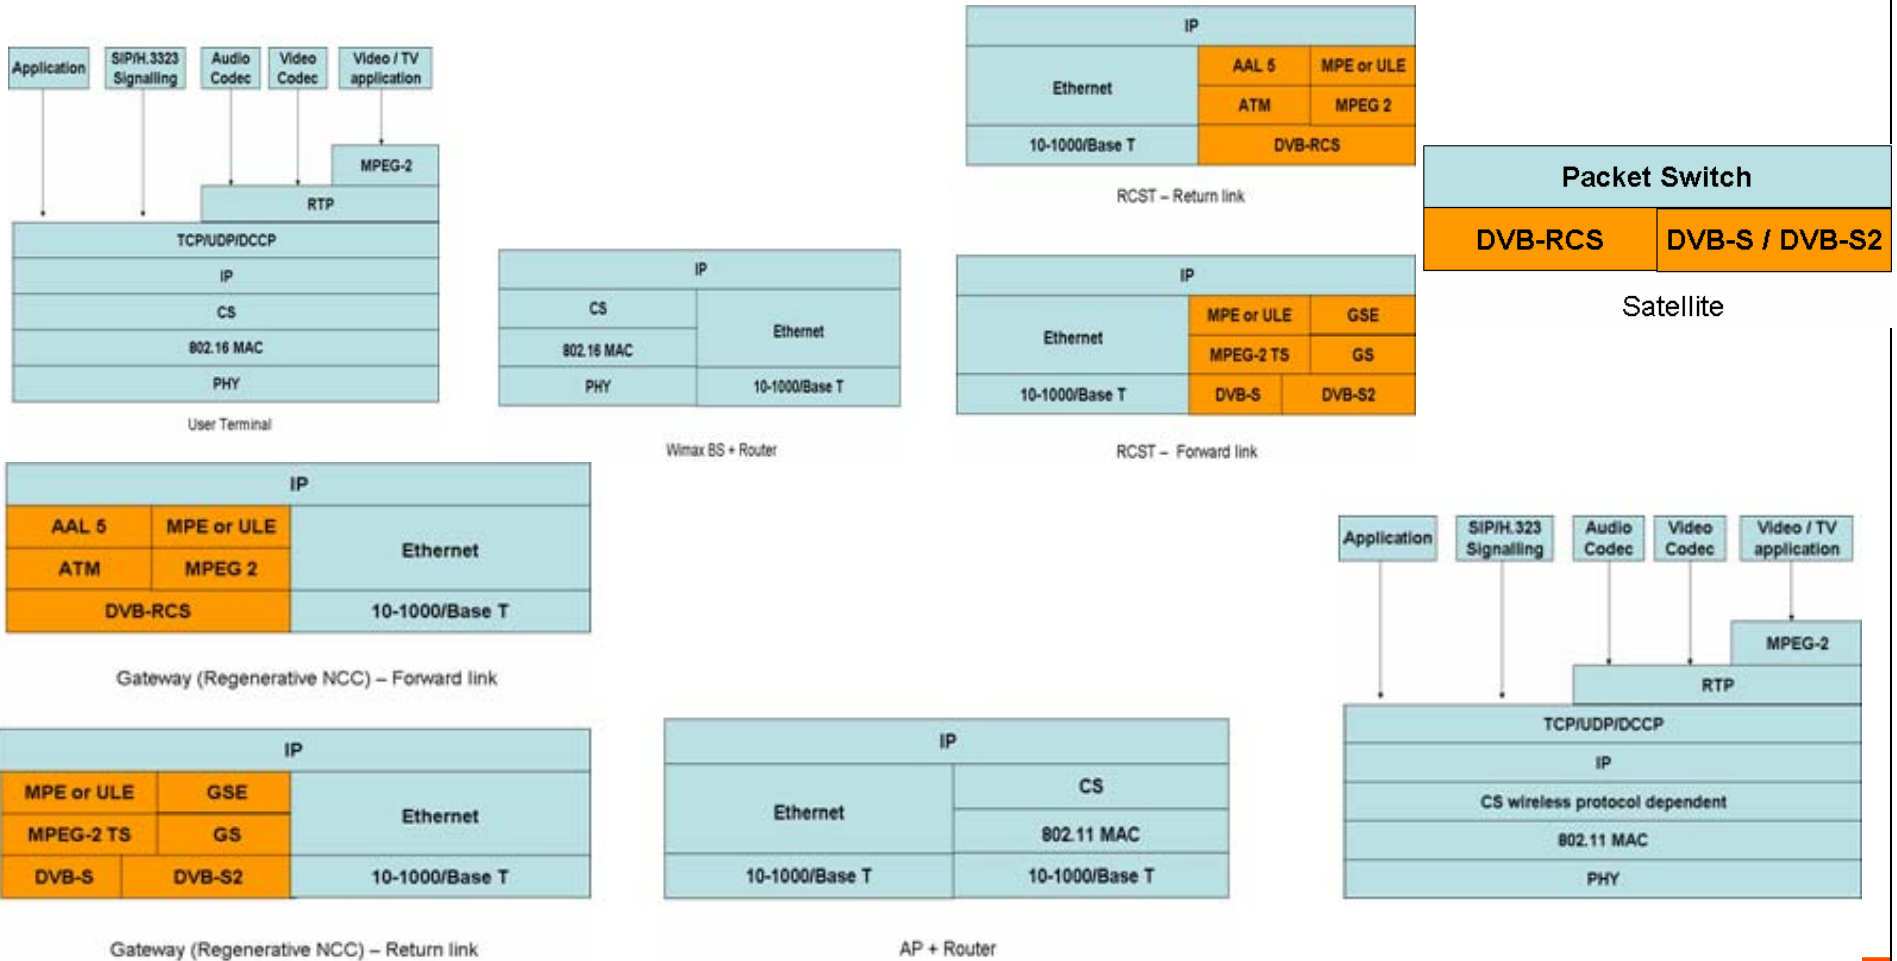 Application
SIP/H.3323
Signalling
Audio
Codec
Video
Codec
Video / TV
application
MPEG-2
RTP
TCP/UDP/DCCP
IP
CS
802.16 MAC
PHY
User Terminal
IP
CS
802.16 MAC
PHY
Ethernet
10-1000/Base T
Wimax BS + Router
IP
Ethernet
10-1000/Base T
AAL 5
MPE or ULE
ATM
MPEG 2
DVB-RCS
RCST – Return link
IP
Ethernet
10-1000/Base T
MPE or ULE
GSE
MPEG-2 TS
GS
DVB-S
DVB-S2
RCST – Forward link
Packet Switch
DVB-RCS
DVB-S / DVB-S2
Satellite
IP
AAL 5
MPE or ULE
ATM
MPEG 2
DVB-RCS
Ethernet
10-1000/Base T
Gateway (Regenerative NCC) – Forward link
IP
MPE or ULE
GSE
MPEG-2 TS
GS
DVB-S
DVB-S2
Ethernet
10-1000/Base T
Gateway (Regenerative NCC) – Return link
IP
Ethernet
10-1000/Base T
CS
802.11 MAC
10-1000/Base T
AP + Router
Application
SIP/H.323
Signalling
Audio
Codec
Video
Codec
Video / TV
application
MPEG-2
RTP
TCP/UDP/DCCP
IP
CS wireless protocol dependent
802.11 MAC
PHY